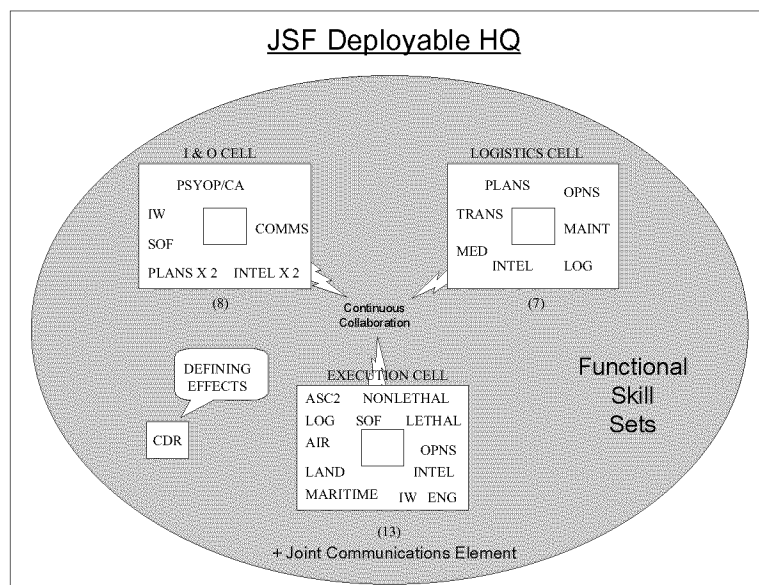 JSF Deployable HQ
I & O CELL
PSYOP/CA
IW
COMMS
SOF
PLANS X 2 INTEL X 2
(8)
LOGISTICS CELL
PLANS
OPNS
TRANS
MAINT
MED
INTEL
LOG
(7)
Continuous
Collaboration
DEFINING
EFFECTS
CDR
EXECUTION CELL
ASC2 NONLETHAL
LOG SOF LETHAL
AIR
OPNS
LAND
INTEL
MARITIME IW ENG
(13)
+ Joint Communications Element
Functional
Skill
Sets